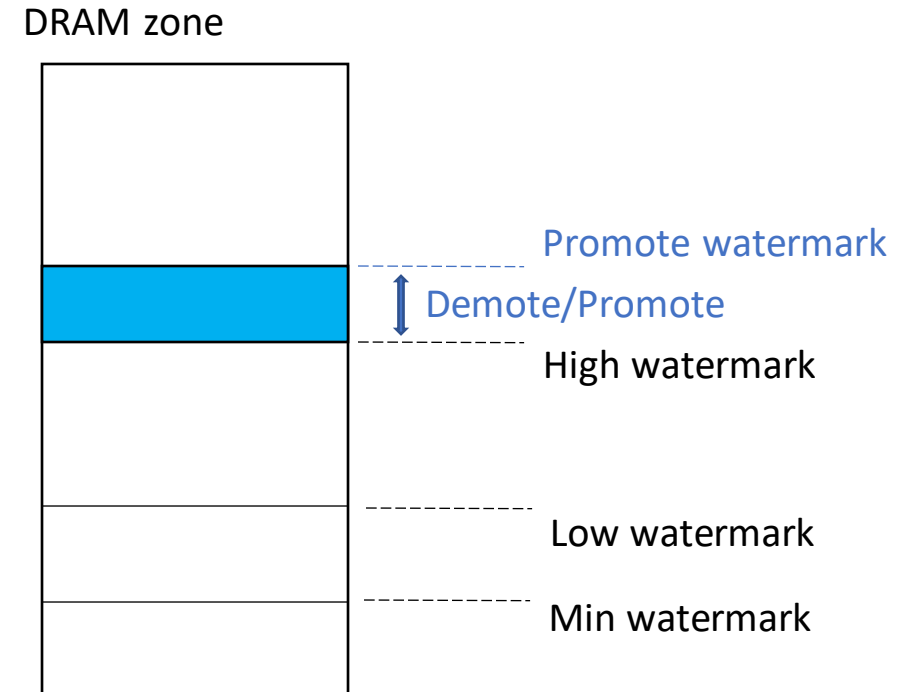 DRAM zone
Promote watermark
Demote/Promote
High watermark
Low watermark
Min watermark